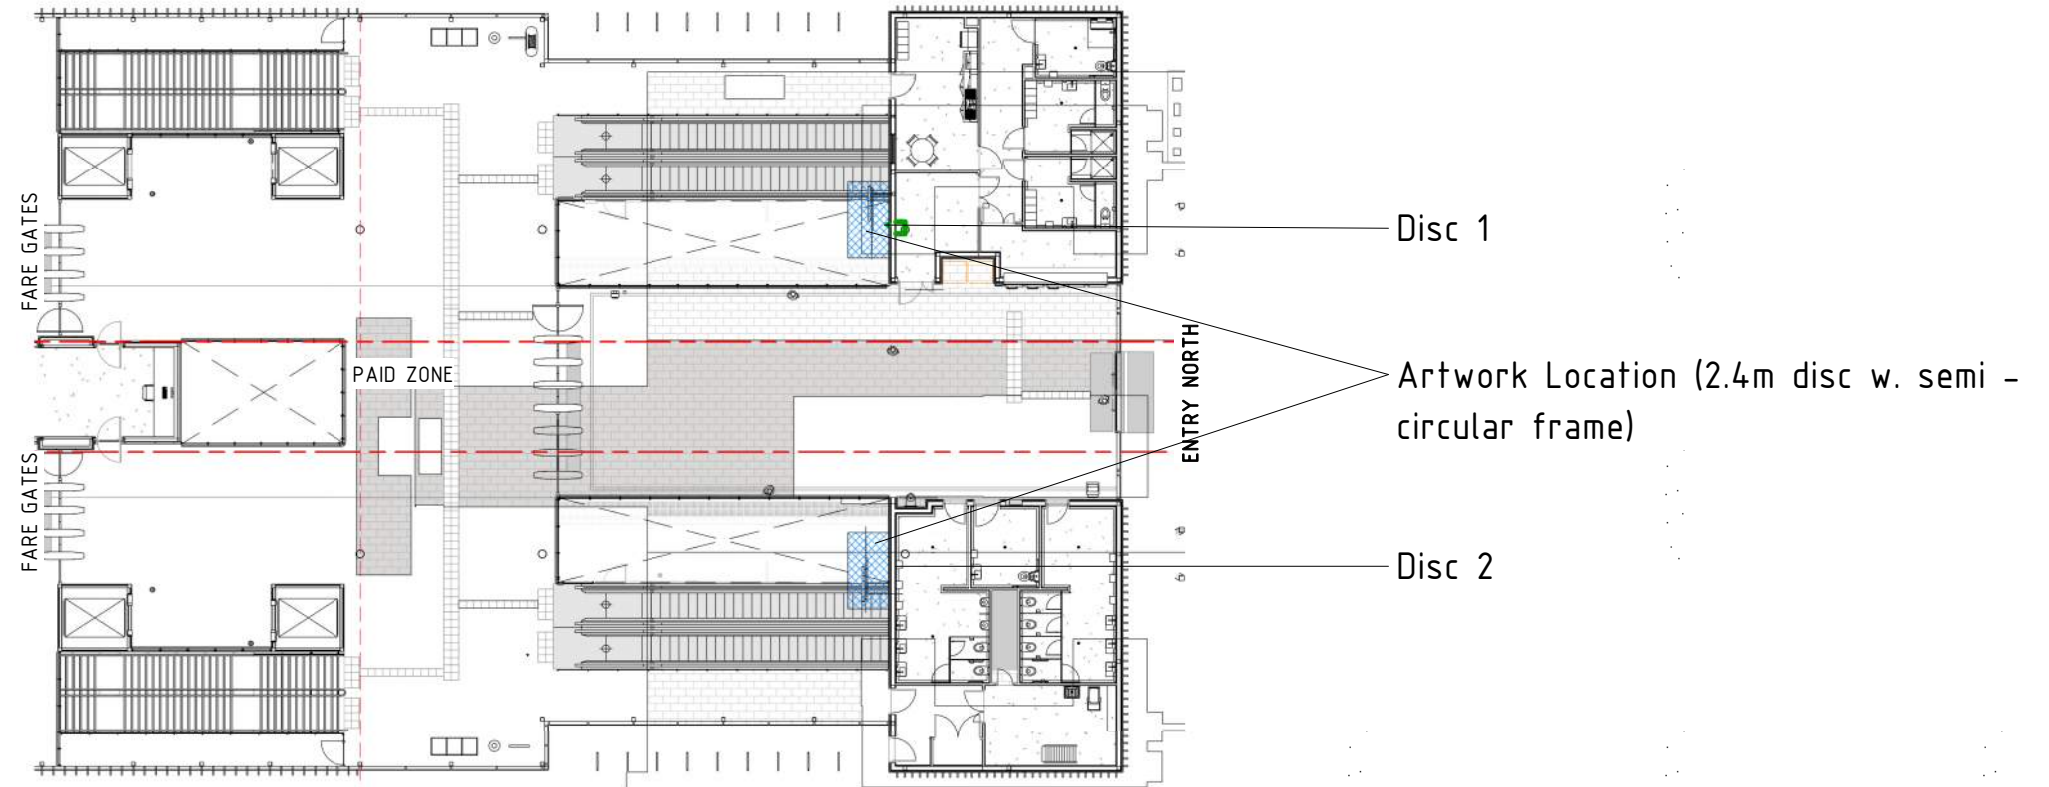 FARE GATES
Disc 1
PAID ZONE
ENTRY NORTH
Artwork Location (2.4m disc w. semi -
circular frame)
FARE GATES
Disc 2